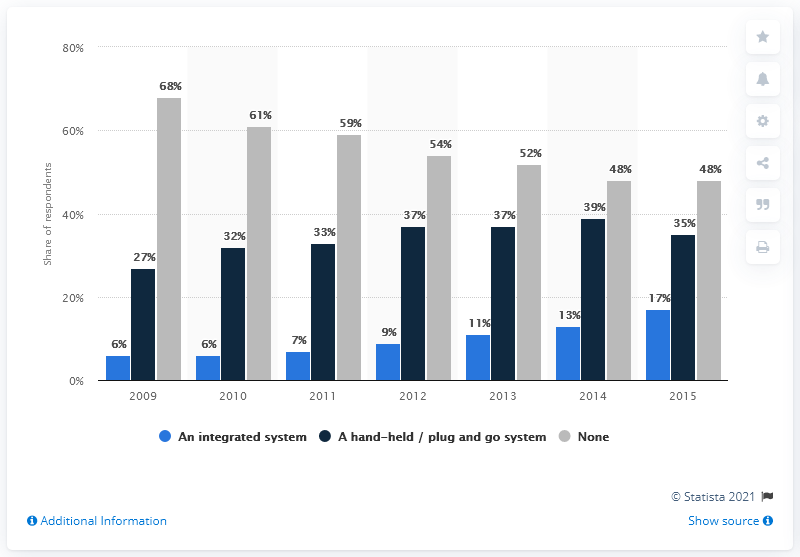 80%
60%
40%
20%
0%
Share of respondents
6% 27% 68%
6% 32% 61%
7% 33% 59%
9% 37% 54%
11% 37% 52%
13% 39% 48%
17% 35% 48%
2009 2010 2011 2012 2013 2014 2015
An integrated system A hand-held / plug and go system None
© Statista 2021
Additional Information Show source